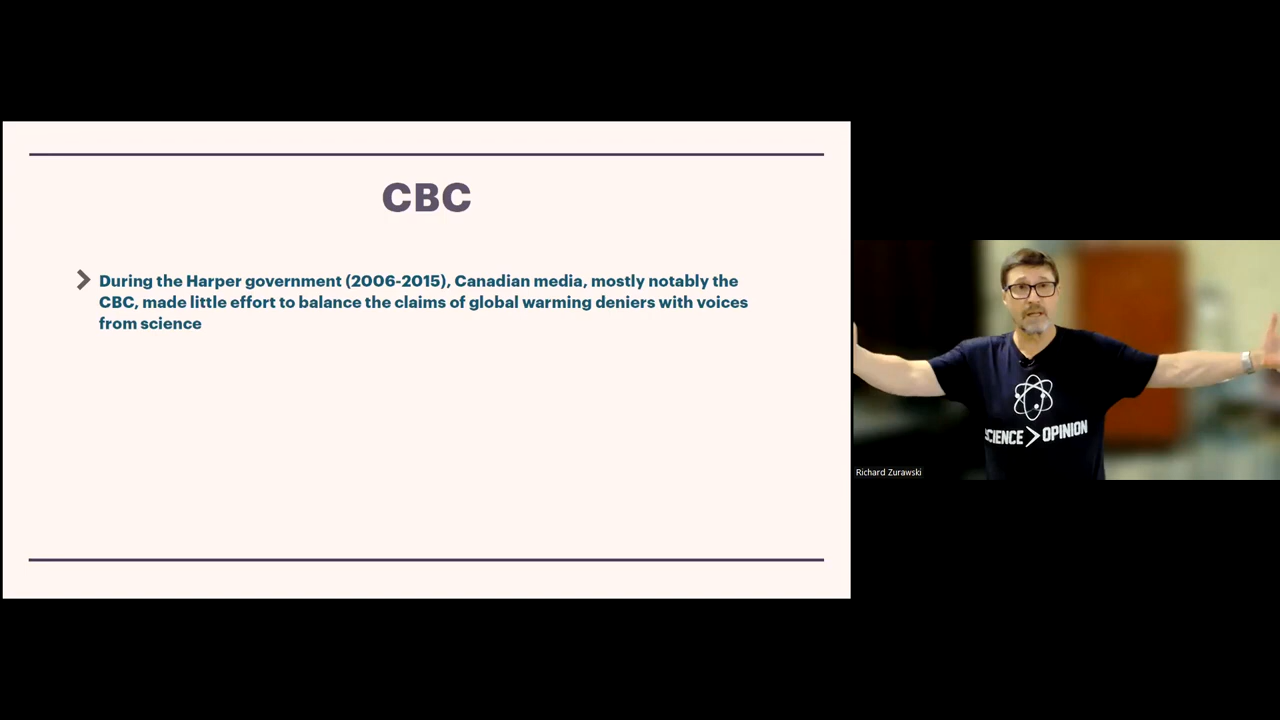 CBC
During the Harper government (2006-2015), Canadian media, mostly notably the
CBC, made little effort to balance the claims of global warming deniers with voices
from science
SCIENCE > OPINION
Richard Zurawski